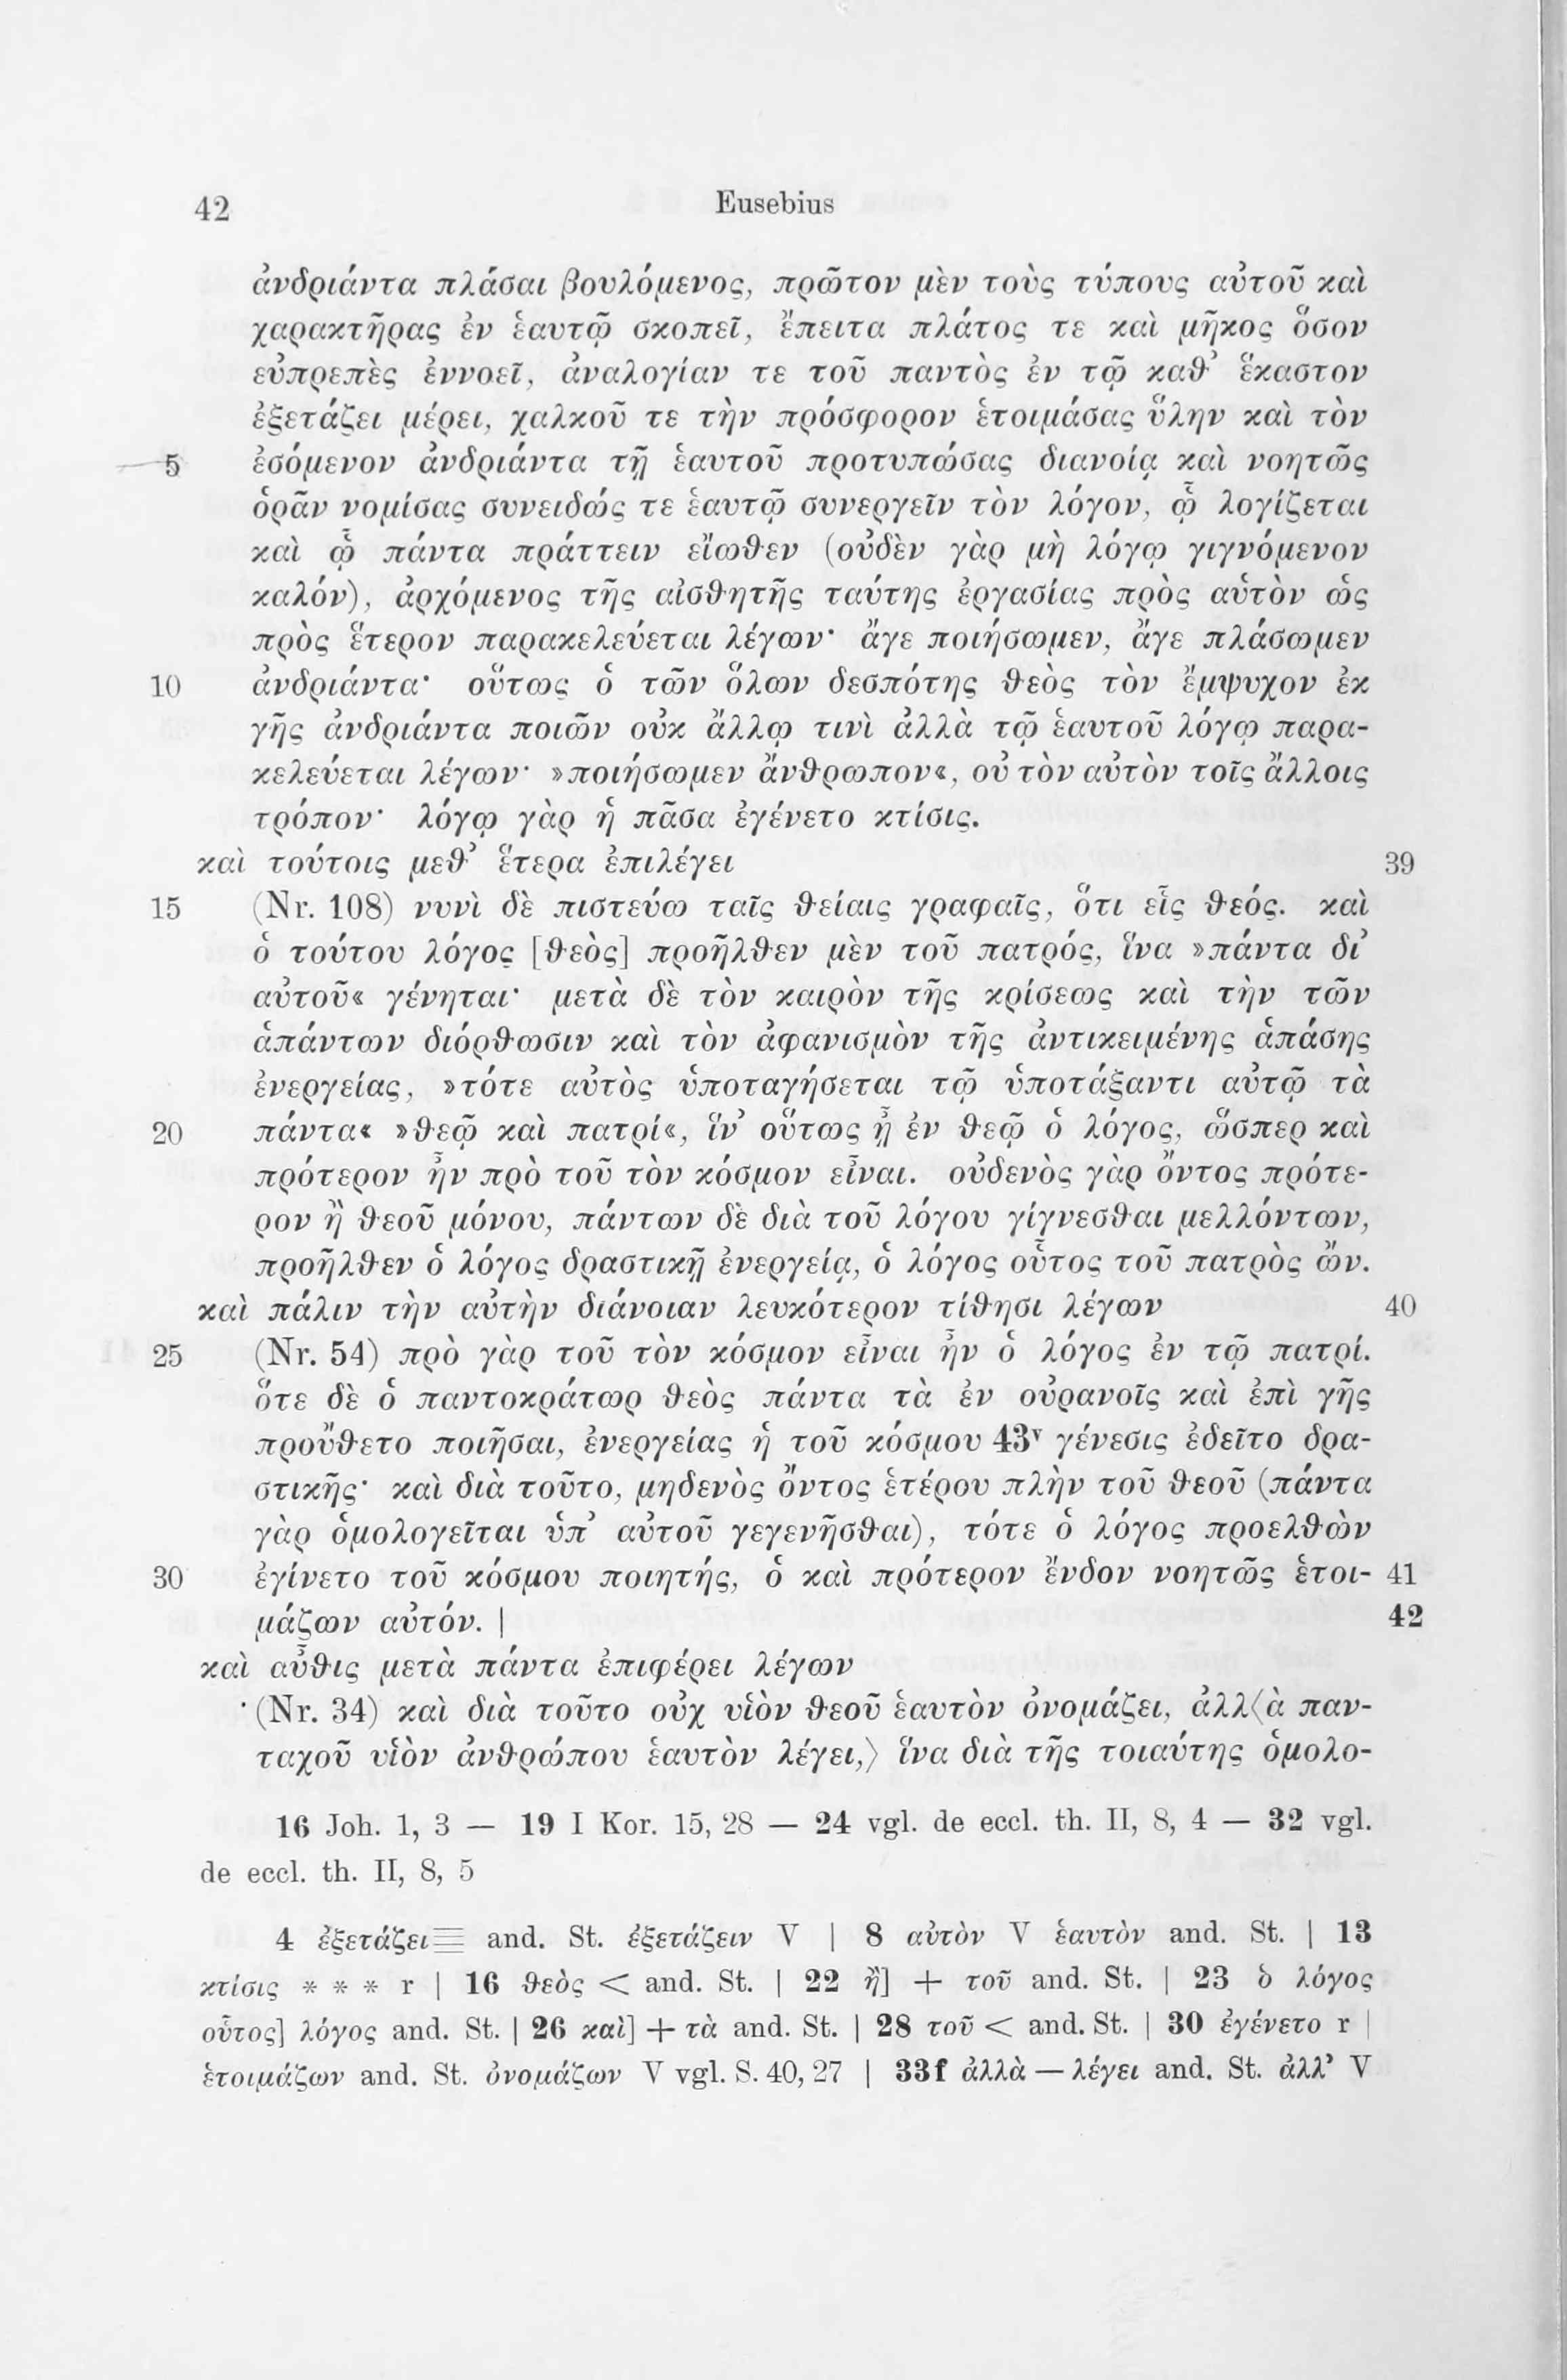 42 Eusebius
ἀνδριάντα πλάσαι βουλόμενος, πρῶτον μὲν τοὺς τύπους αὐτοῦ καὶ
χαρακτῆρας ἐν ἑαυτῷ σκοπεῖ, ἔπειτα πλάτος τε καὶ μῆκος ὅσον
εὐπρεπὲς ἐννοεῖ, ἀναλογίαν τε τοῦ παντὸς ἐν τῷ καθ’ ἕκαστον
ἐξετάζει μέρει, χαλκοῦ τε τὴν πρόσφορον ἑτοιμάσας ὕλην καὶ τὸν
5 ἐσόμενον ἀνδριάντα τῇ ἑαυτοῦ προτυπώσας διανοίᾳ καὶ νοητῶς
ὁρᾶν νομίσας συνειδώς τε ἑαυτῷ συνεργεῖν τὸν λόγον, ᾧ λογίζεται
καὶ ᾧ πάντα πράττειν εἴωθεν (οὐδὲν γὰρ μὴ λόγῳ γιγνόμενον
καλόν), ἀρχόμενος τῆς αἰσθητῆς ταύτης ἐργασίας πρὸς αὑτὸν ὡς
πρὸς ἕτερον παρακελεύεται λέγων· ἄγε ποιήσωμεν, ἄγε πλάσωμεν
10 ἀνδριάντα· οὕτως ὁ τῶν ὅλων δεσπότης θεὸς τὸν ἔμψυχον ἐκ
γῆς ἀνδριάντα ποιῶν οὐκ ἄλλῳ τινὶ ἀλλὰ τῷ ἑαυτοῦ λόγῳ παρα-
κελεύεται λέγων· »ποιήσωμεν ἄνθρωπον«, οὐ τὸν αὐτὸν τοῖς ἄλλοις
τρόπον· λόγῳ γὰρ ἡ πᾶσα ἐγένετο κτίσις.
καὶ τούτοις μεθ’ ἕτερα ἐπιλέγει 39
15 (Nr. 108) νυνὶ δὲ πιστεύω ταῖς θείαις γραφαῖς, ὅτι εἷς θεός. καὶ
ὁ τούτου λόγος [θεὸς] προῆλθεν μὲν τοῦ πατρός, ἵνα »πάντα δι’
αὐτοῦ« γένηται· μετὰ δὲ τὸν καιρὸν τῆς κρίσεως καὶ τὴν τῶν
ἁπάντων διόρθωσιν καὶ τὸν ἀφανισμὸν τῆς ἀντικειμένης ἁπάσης
ἐνεργείας, »τότε αὐτὸς ὑποταγήσεται τῷ ὑποτάξαντι αὐτῷ τὰ
20 πάντα« »θεῷ καὶ πατρί«, ἵν’ οὕτως ᾖ ἐν θεῷ ὁ λόγος, ὥσπερ καὶ
πρότερον ἦν πρὸ τοῦ τὸν κόσμον εἶναι. οὐδενὸς γὰρ ὄντος πρότε-
ρον ἢ θεοῦ μόνου, πάντων δὲ διὰ τοῦ λόγου γίγνεσθαι μελλόντων,
προῆλθεν ὁ λόγος δραστικῇ ἐνεργείᾳ, ὁ λόγος οὗτος τοῦ πατρὸς ὤν.
καὶ πάλιν τὴν αὐτὴν διάνοιαν λευκότερον τίθησι λέγων 40
25 (Nr. 54) πρὸ γὰρ τοῦ τὸν κόσμον εἶναι ἦν ὁ λόγος ἐν τῷ πατρί.
ὅτε δὲ ὁ παντοκράτωρ θεὸς πάντα τὰ ἐν οὐρανοῖς καὶ ἐπὶ γῆς
προὔθετο ποιῆσαι, ἐνεργείας ἡ τοῦ κόσμου 43ᵛ γένεσις ἐδεῖτο δρα-
στικῆς· καὶ διὰ τοῦτο, μηδενὸς ὄντος ἑτέρου πλὴν τοῦ θεοῦ (πάντα
γὰρ ὁμολογεῖται ὑπ’ αὐτοῦ γεγενῆσθαι), τότε ὁ λόγος προελθὼν
30 ἐγίνετο τοῦ κόσμου ποιητής, ὁ καὶ πρότερον ἔνδον νοητῶς ἑτοι- 41
μάζων αὐτόν. | 42
καὶ αὖθις μετὰ πάντα ἐπιφέρει λέγων
(Nr. 34) καὶ διὰ τοῦτο οὐχ υἱὸν θεοῦ ἑαυτὸν ὀνομάζει, ἀλλ⟨ὰ παν-
ταχοῦ υἱὸν ἀνθρώπου ἑαυτὸν λέγει,⟩ ἵνα διὰ τῆς τοιαύτης ὁμολο-
16 Joh. 1, 3 — 19 I Kor. 15, 28 — 24 vgl. de eccl. th. II, 8, 4 — 32 vgl.
de eccl. th. II, 8, 5
4 ἐξετάζει and. St. ἐξετάζειν V | 8 αὐτὸν V ἑαυτὸν and. St. | 13
κτίσις * * * r | 16 θεὸς < and. St. | 22 ἢ] + τοῦ and. St. | 23 ὁ λόγος
οὗτος] λόγος and. St. | 26 καὶ] + τὰ and. St. | 28 τοῦ < and. St. | 30 ἐγένετο r |
ἑτοιμάζων and. St. ὀνομάζων V vgl. S. 40, 27 | 33f ἀλλὰ — λέγει and. St. ἀλλ’ V